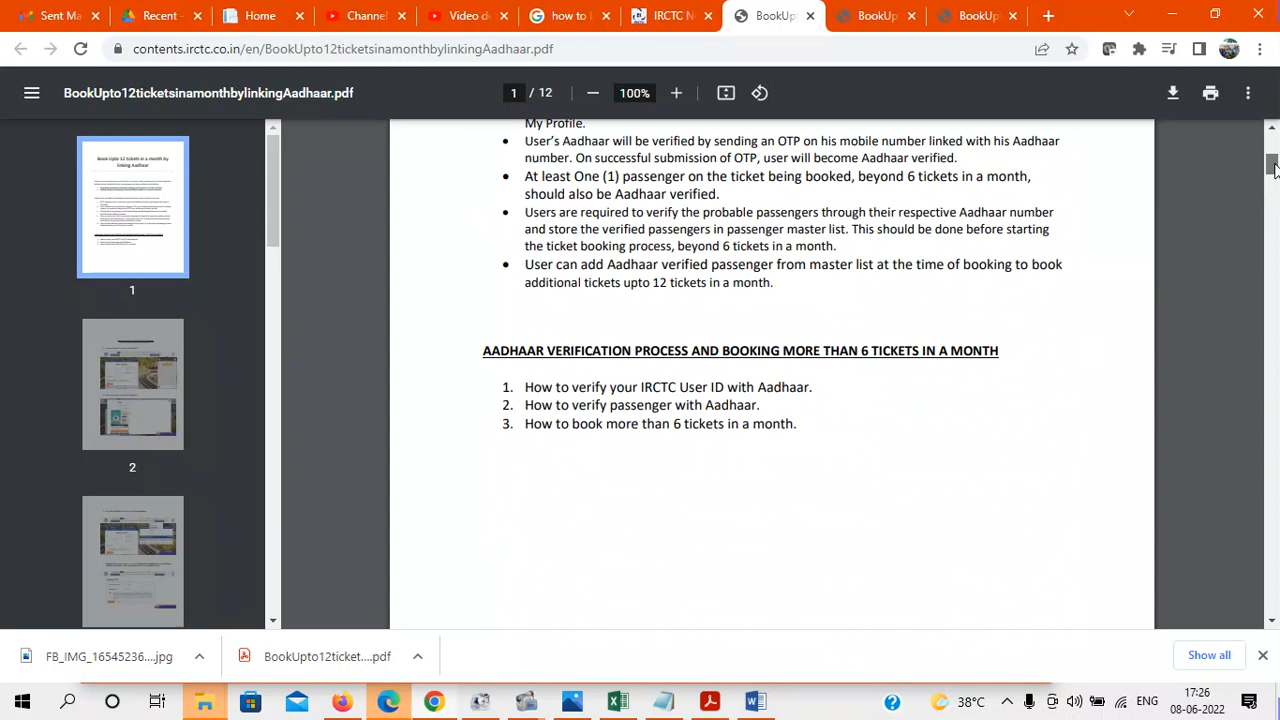 Sent Ma
Recent -
Home
Channel
Video d
how to l
IRCTC N
BookUp
BookUp
BookUp
contents.irctc.co.in/en/BookUpto12ticketsinamonthbylinkingAadhaar.pdf
BookUpto12ticketsinamonthbylinkingAadhaar.pdf
1 / 12
100%
My Profile.
• User's Aadhaar will be verified by sending an OTP on his mobile number linked with his Aadhaar
number. On successful submission of OTP, user will become Aadhaar verified.
• At least One (1) passenger on the ticket being booked, beyond 6 tickets in a month,
should also be Aadhaar verified.
• Users are required to verify the probable passengers through their respective Aadhaar number
and store the verified passengers in passenger master list. This should be done before starting
the ticket booking process, beyond 6 tickets in a month.
• User can add Aadhaar verified passenger from master list at the time of booking to book
additional tickets upto 12 tickets in a month.
AADHAAR VERIFICATION PROCESS AND BOOKING MORE THAN 6 TICKETS IN A MONTH
1. How to verify your IRCTC User ID with Aadhaar.
2. How to verify passenger with Aadhaar.
3. How to book more than 6 tickets in a month.
Book Upto 12 tickets in a month by
linking Aadhaar
1
2
FB_IMG_16545236....jpg
BookUpto12ticket....pdf
Show all
38°C
ENG
17:26
08-06-2022